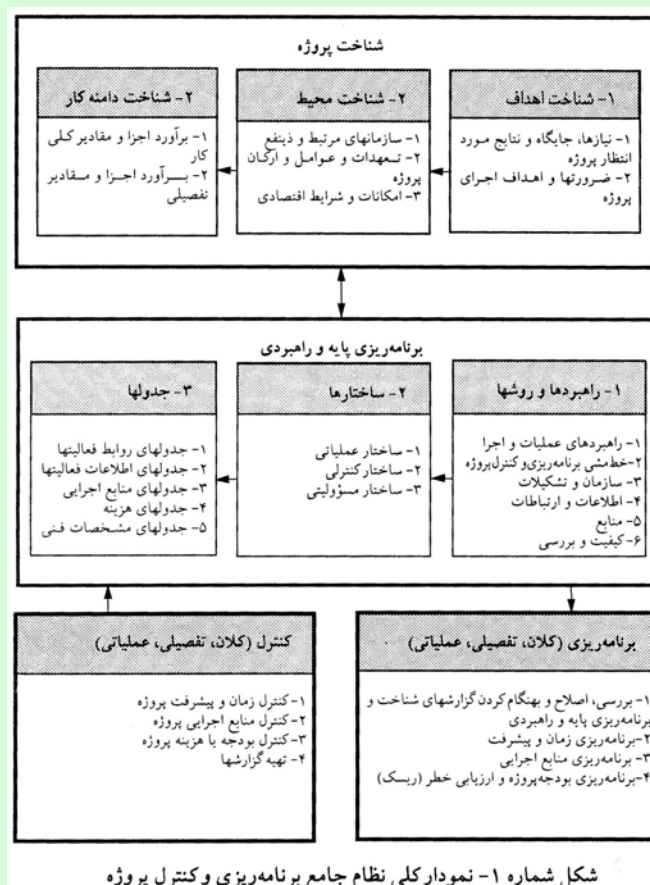 شناخت پروژه
۱- شناخت اهداف
۱- نیازها، جایگاه و نتایج مورد
انتظار پروژه
۲- ضرورتها و اهداف اجرای
پروژه
۲- شناخت محیط
۱- سازمانهای مرتبط و ذینفع
۲- تعهدات و عوامل و ارکان
پروژه
۳- امکانات و شرایط اقتصادی
۲- شناخت دامنه کار
۱- برآورد اجزا و مقادیر کلی
کار
۲- برآورد اجزا و مقادیر
تفصیلی
برنامه‌ریزی پایه و راهبردی
۱- راهبردها و روشها
۱- راهبردهای عملیات و اجرا
۲- خط‌مشی برنامه‌ریزی و کنترل پروژه
۳- سازمان و تشکیلات
۴- اطلاعات و ارتباطات
۵- منابع
۶- کیفیت و بررسی
۲- ساختارها
۱- ساختار عملیاتی
۲- ساختار کنترلی
۳- ساختار مسؤولیتی
۳- جدولها
۱- جدولهای روابط فعالیتها
۲- جدولهای اطلاعات فعالیتها
۳- جدولهای منابع اجرایی
۴- جدولهای هزینه
۵- جدولهای مشخصات فنی
برنامه‌ریزی (کلان، تفصیلی، عملیاتی)
۱- بررسی، اصلاح و بهنگام کردن گزارشهای شناخت و
برنامه‌ریزی پایه و راهبردی
۲- برنامه‌ریزی زمان و پیشرفت
۳- برنامه‌ریزی منابع اجرایی
۴- برنامه‌ریزی بودجه پروژه و ارزیابی خطر (ریسک)
کنترل (کلان، تفصیلی، عملیاتی)
۱- کنترل زمان و پیشرفت پروژه
۲- کنترل منابع اجرایی پروژه
۳- کنترل بودجه یا هزینه پروژه
۴- تهیه گزارشها
شکل شماره ۱- نمودار کلی نظام جامع برنامه‌ریزی و کنترل پروژه